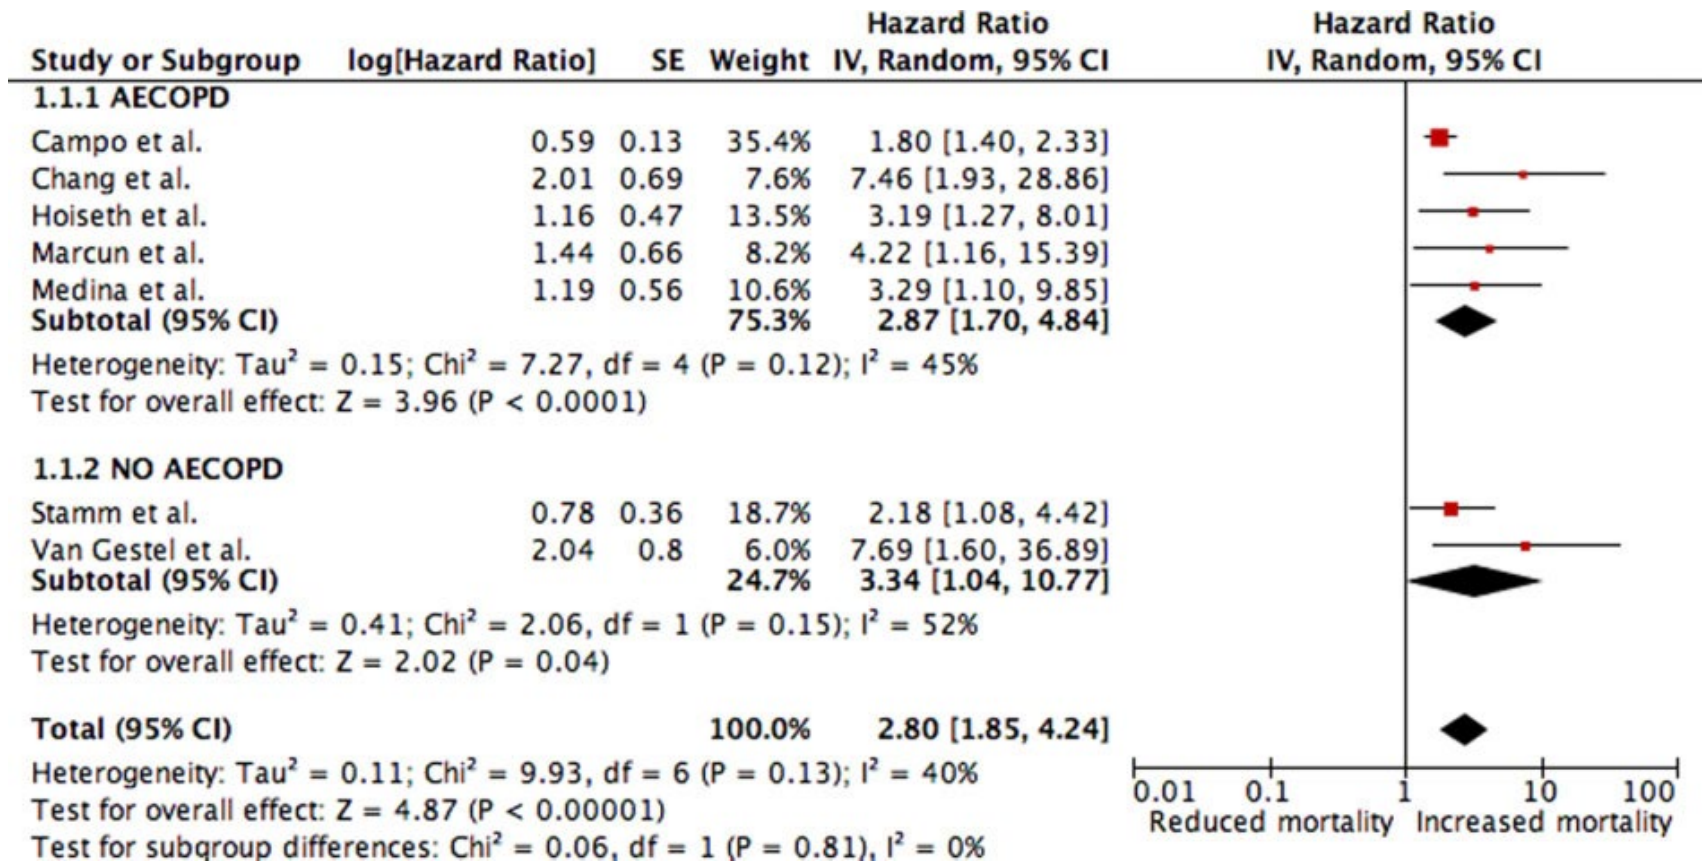 Hazard Ratio Hazard Ratio
Study or Subgroup log[Hazard Ratio] SE Weight IV, Random, 95% CI IV, Random, 95% CI
1.1.1 AECOPD
Campo et al. 0.59 0.13 35.4% 1.80 [1.40, 2.33]
Chang et al. 2.01 0.69 7.6% 7.46 [1.93, 28.86]
Hoiseth et al. 1.16 0.47 13.5% 3.19 [1.27, 8.01]
Marcun et al. 1.44 0.66 8.2% 4.22 [1.16, 15.39]
Medina et al. 1.19 0.56 10.6% 3.29 [1.10, 9.85]
Subtotal (95% CI) 75.3% 2.87 [1.70, 4.84]
Heterogeneity: Tau² = 0.15; Chi² = 7.27, df = 4 (P = 0.12); I² = 45%
Test for overall effect: Z = 3.96 (P < 0.0001)
1.1.2 NO AECOPD
Stamm et al. 0.78 0.36 18.7% 2.18 [1.08, 4.42]
Van Gestel et al. 2.04 0.8 6.0% 7.69 [1.60, 36.89]
Subtotal (95% CI) 24.7% 3.34 [1.04, 10.77]
Heterogeneity: Tau² = 0.41; Chi² = 2.06, df = 1 (P = 0.15); I² = 52%
Test for overall effect: Z = 2.02 (P = 0.04)
Total (95% CI) 100.0% 2.80 [1.85, 4.24]
Heterogeneity: Tau² = 0.11; Chi² = 9.93, df = 6 (P = 0.13); I² = 40%
Test for overall effect: Z = 4.87 (P < 0.00001)
Test for subgroup differences: Chi² = 0.06, df = 1 (P = 0.81), I² = 0%
0.01 0.1 1 10 100
Reduced mortality Increased mortality